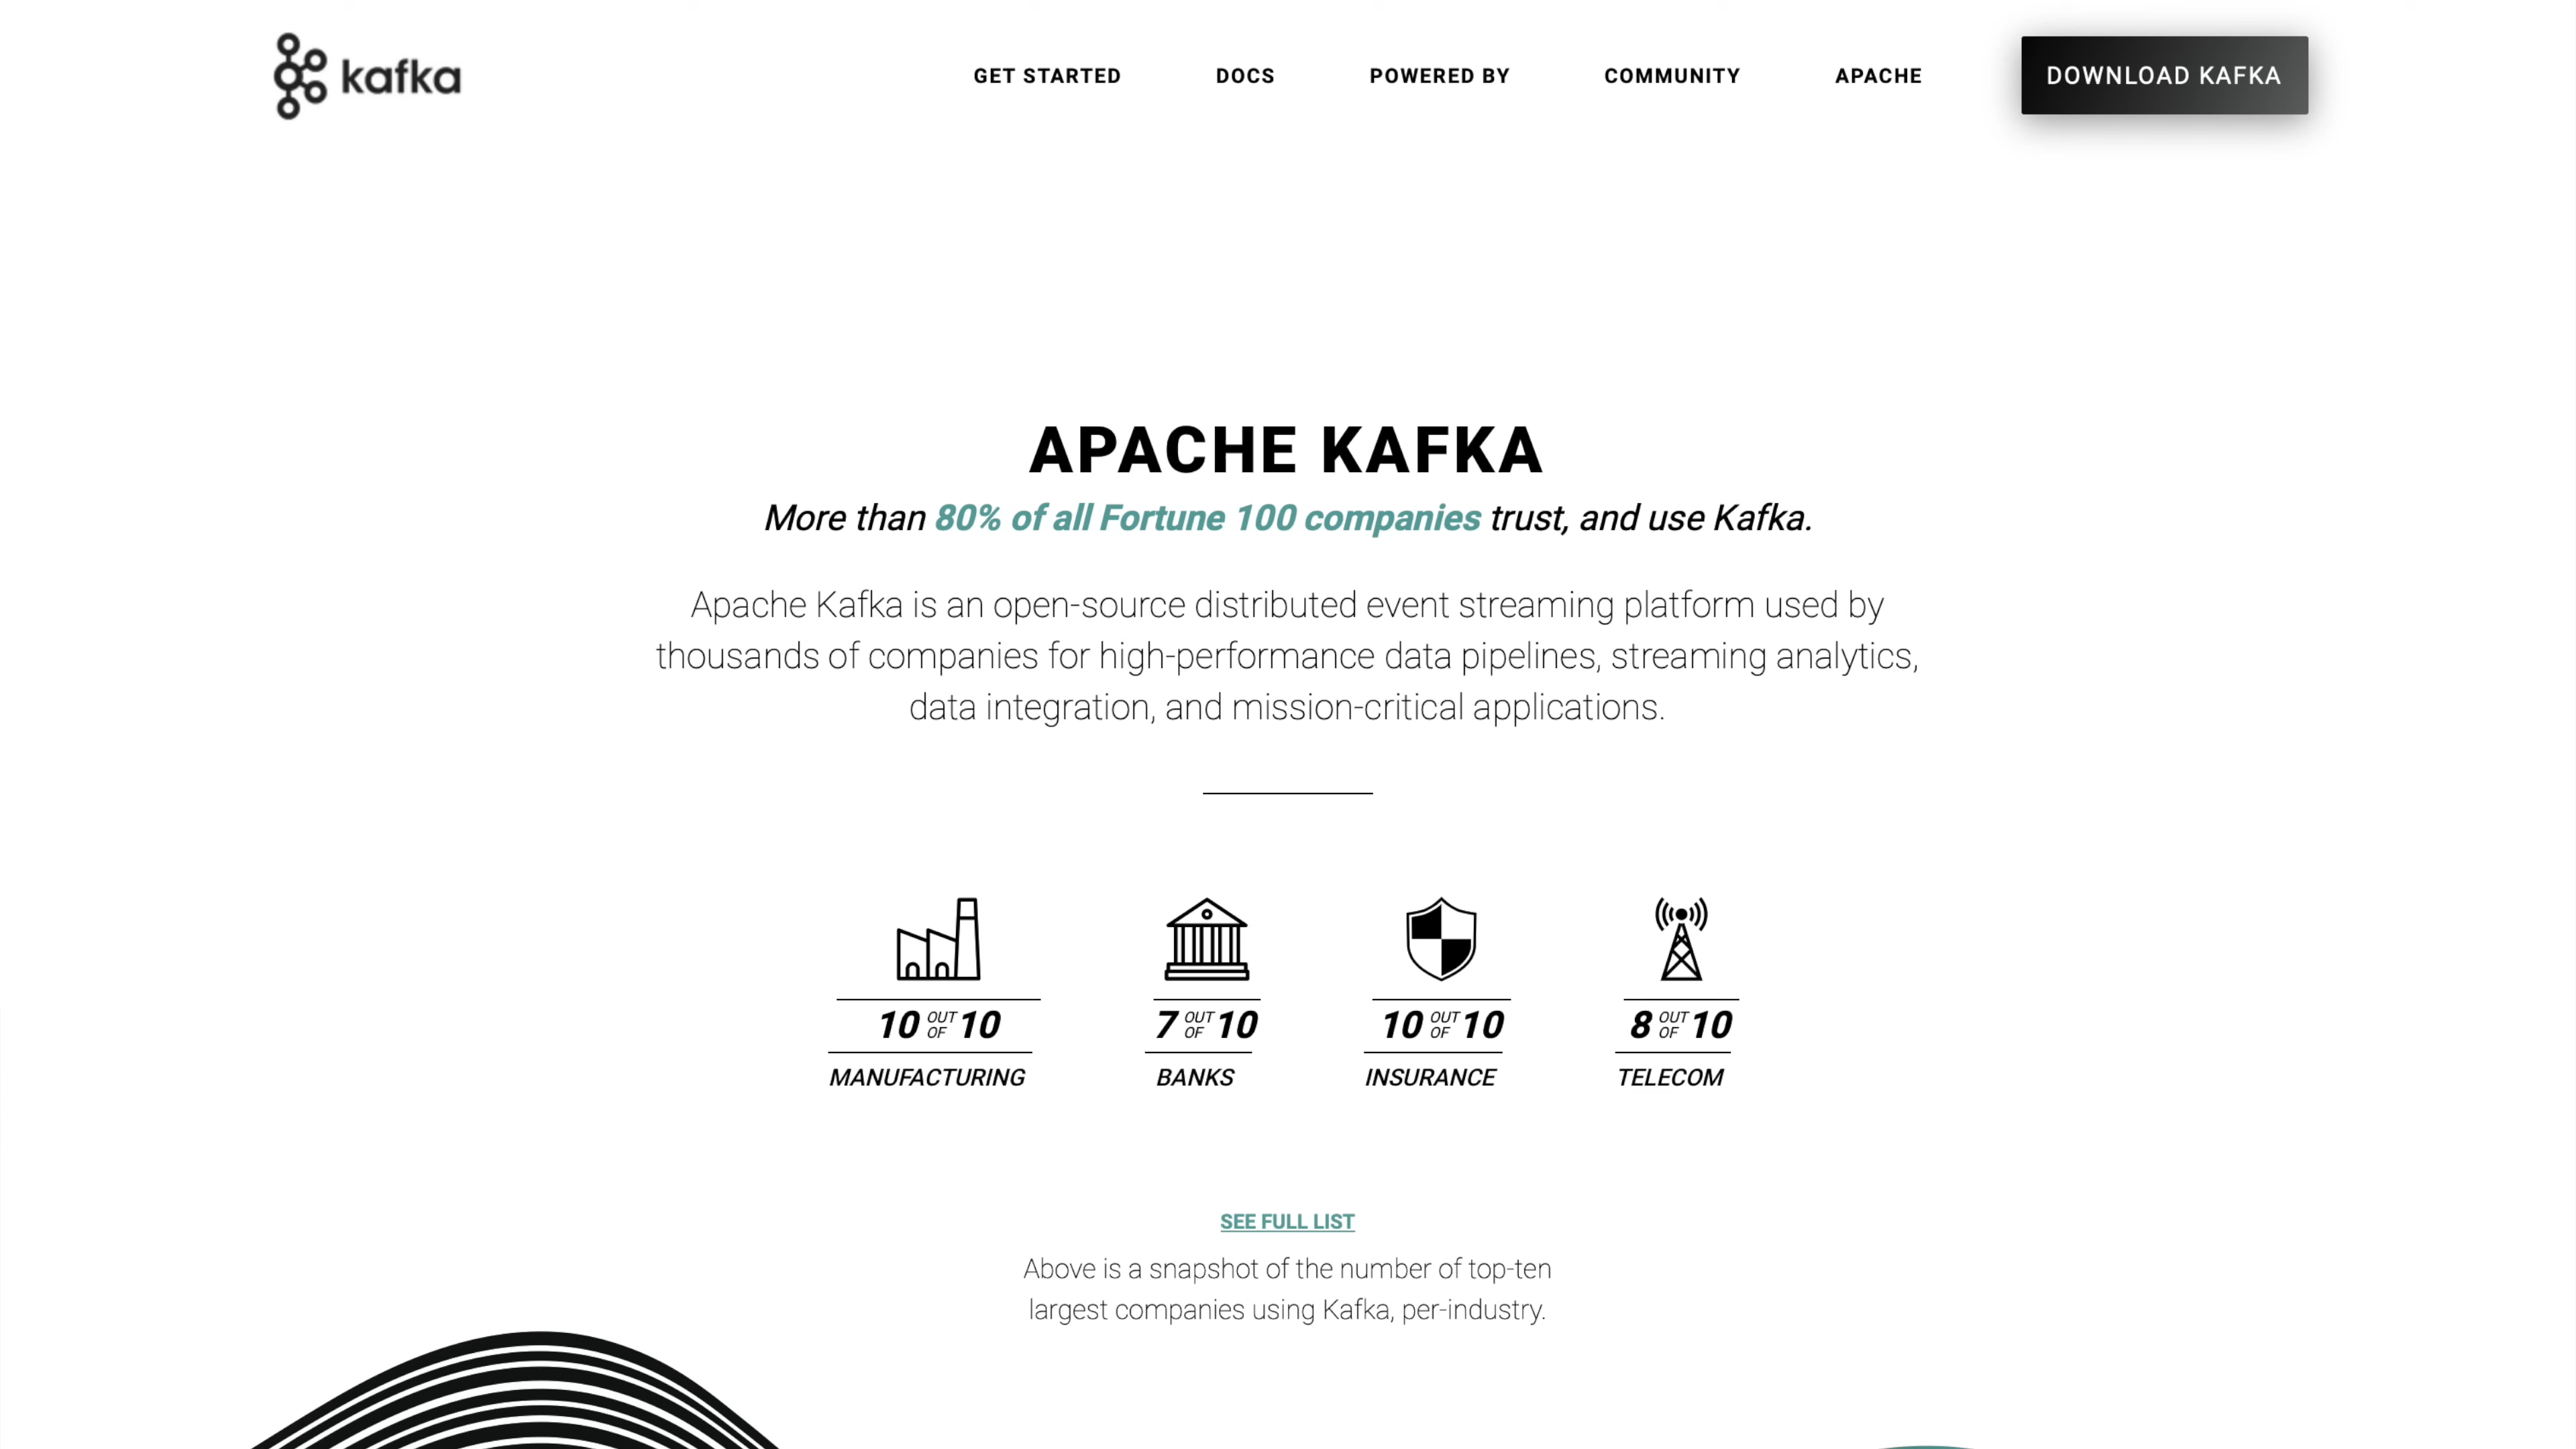 kafka
GET STARTED DOCS POWERED BY COMMUNITY APACHE DOWNLOAD KAFKA
APACHE KAFKA
More than 80% of all Fortune 100 companies trust, and use Kafka.
Apache Kafka is an open-source distributed event streaming platform used by
thousands of companies for high-performance data pipelines, streaming analytics,
data integration, and mission-critical applications.
10 OUT OF 10
MANUFACTURING
7 OUT OF 10
BANKS
10 OUT OF 10
INSURANCE
8 OUT OF 10
TELECOM
SEE FULL LIST
Above is a snapshot of the number of top-ten
largest companies using Kafka, per-industry.